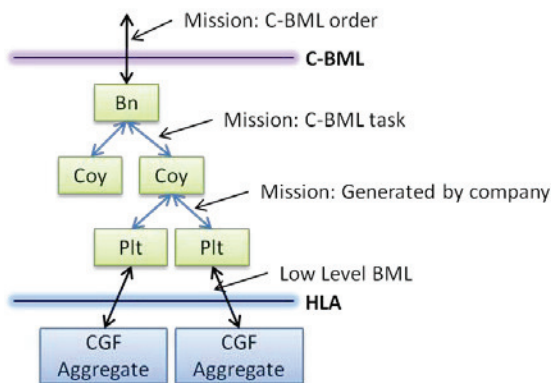 Mission: C-BML order
C-BML
Bn
Mission: C-BML task
Coy
Coy
Mission: Generated by company
Plt
Plt
Low Level BML
HLA
CGF
Aggregate
CGF
Aggregate